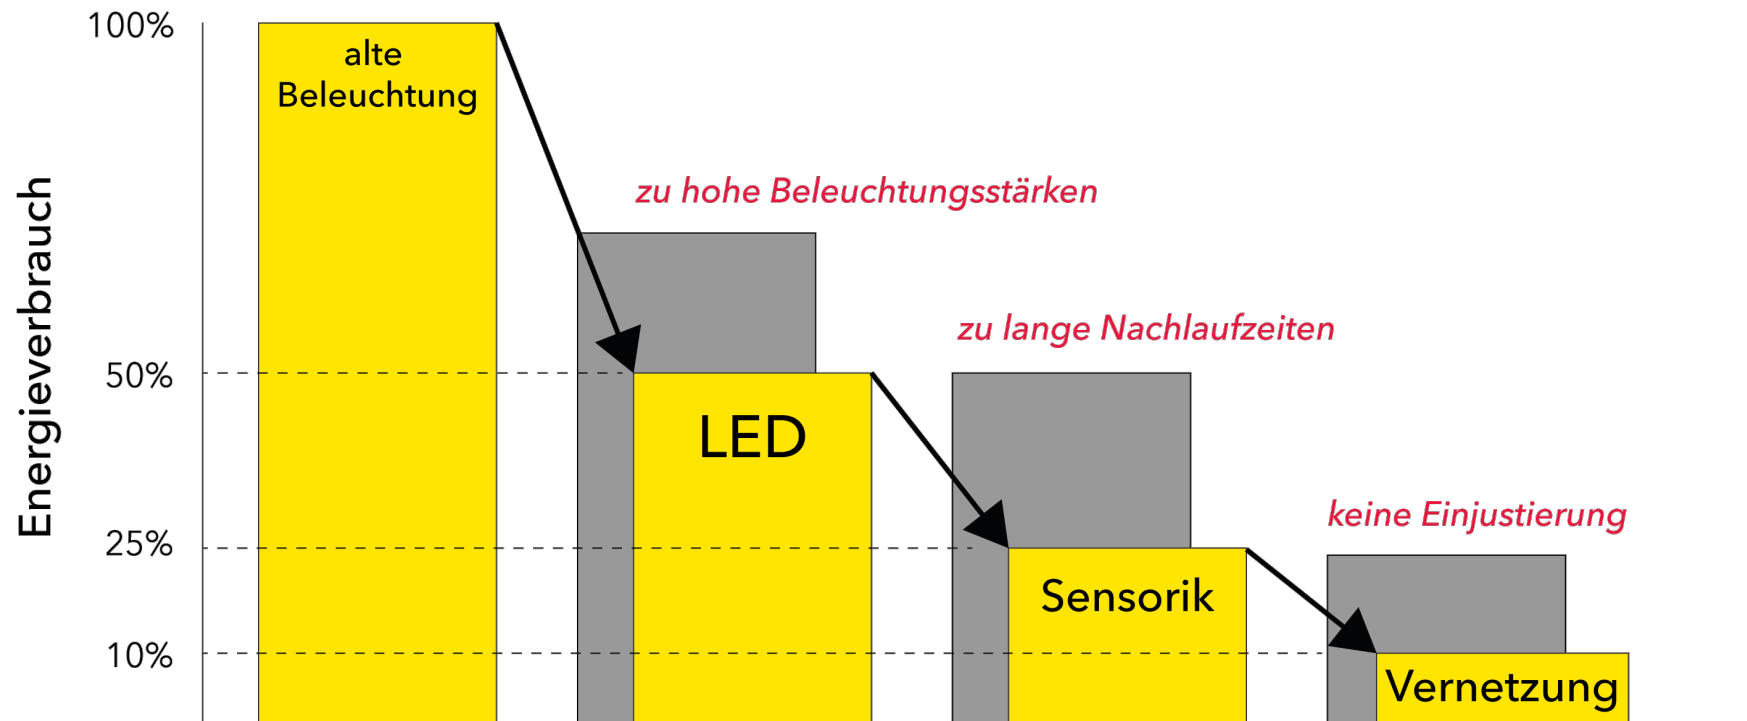 100%
alte
Beleuchtung
zu hohe Beleuchtungsstärken
Energieverbrauch
zu lange Nachlaufzeiten
50%
LED
keine Einjustierung
25%
Sensorik
10%
Vernetzung